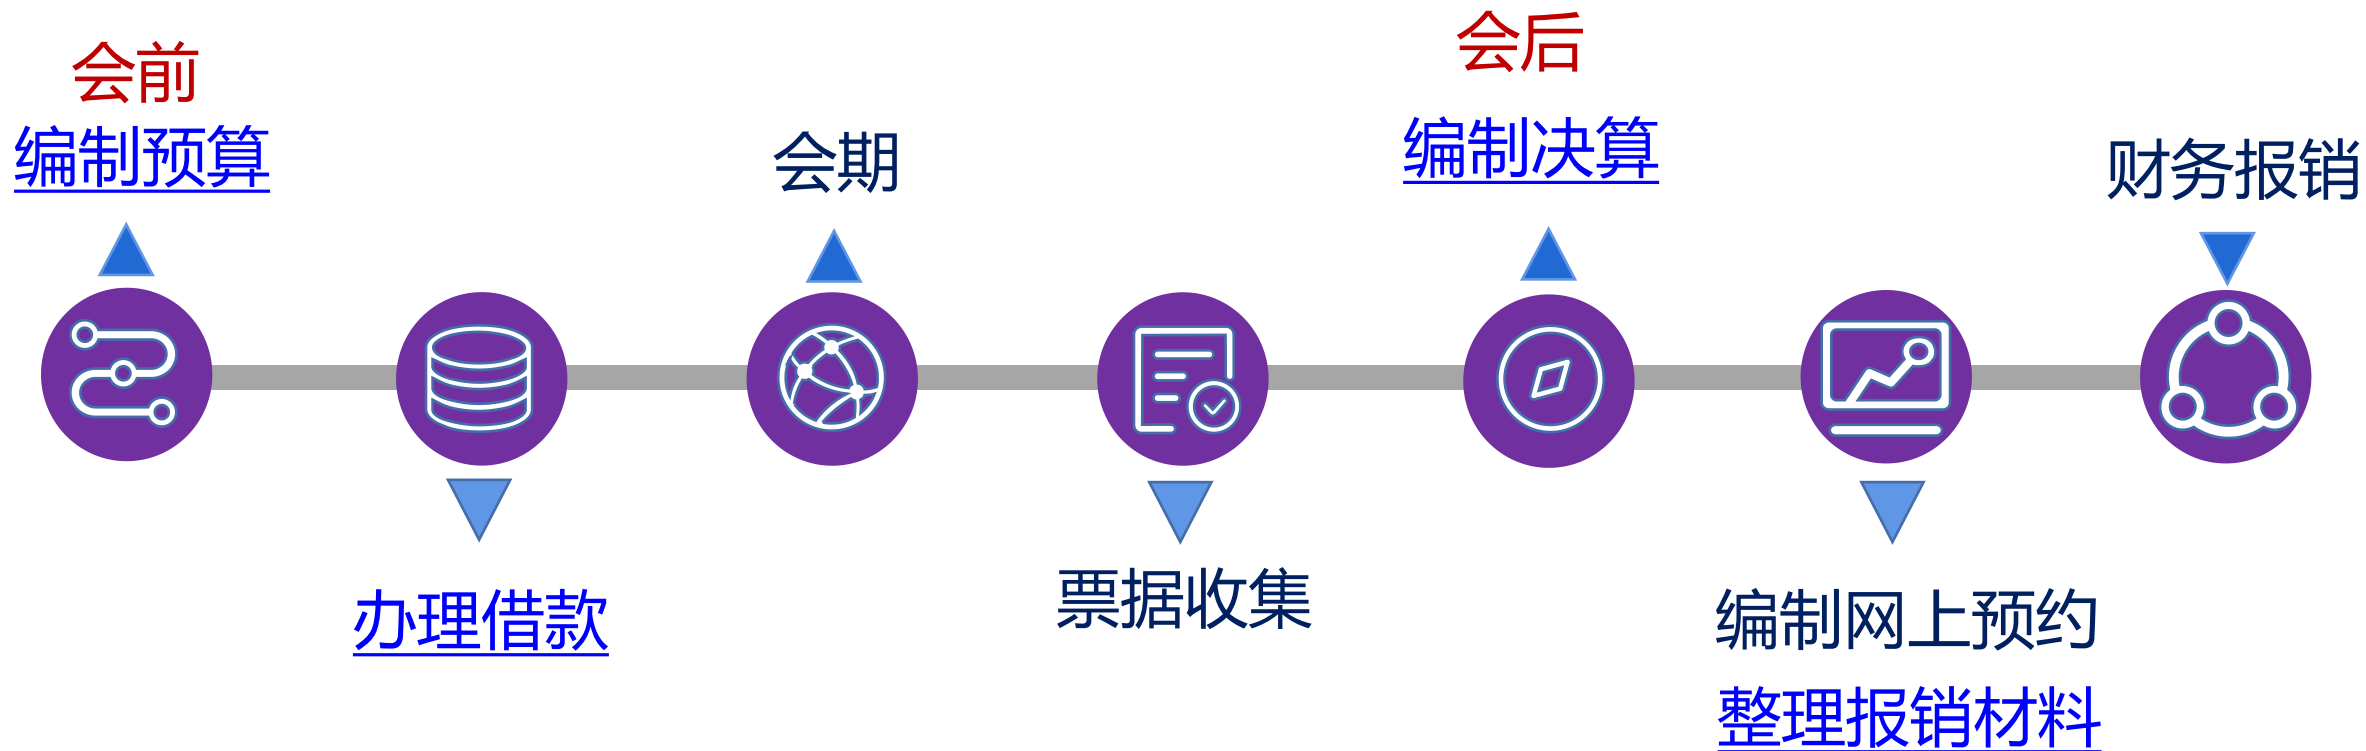 会前
编制预算
办理借款
会期
票据收集
会后
编制决算
编制网上预约
整理报销材料
财务报销